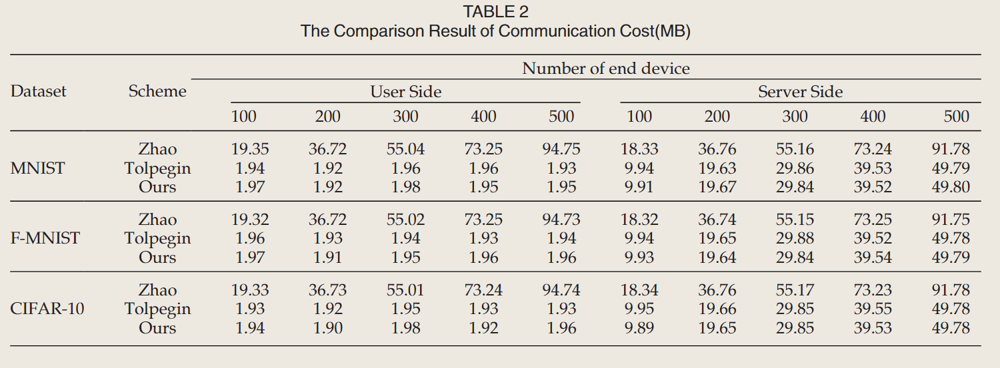 TABLE 2
The Comparison Result of Communication Cost(MB)
Number of end device
Dataset Scheme User Side Server Side
100 200 300 400 500 100 200 300 400 500
Zhao 19.35 36.72 55.04 73.25 94.75 18.33 36.76 55.16 73.24 91.78
MNIST Tolpegin 1.94 1.92 1.96 1.96 1.93 9.94 19.63 29.86 39.53 49.79
Ours 1.97 1.92 1.98 1.95 1.95 9.91 19.67 29.84 39.52 49.80
Zhao 19.32 36.72 55.02 73.25 94.73 18.32 36.74 55.15 73.25 91.75
F-MNIST Tolpegin 1.96 1.93 1.94 1.93 1.94 9.94 19.65 29.88 39.52 49.78
Ours 1.97 1.91 1.95 1.96 1.96 9.93 19.64 29.84 39.54 49.79
Zhao 19.33 36.73 55.01 73.24 94.74 18.34 36.76 55.17 73.23 91.78
CIFAR-10 Tolpegin 1.93 1.92 1.95 1.93 1.93 9.95 19.66 29.85 39.55 49.78
Ours 1.94 1.90 1.98 1.92 1.96 9.89 19.65 29.85 39.53 49.78